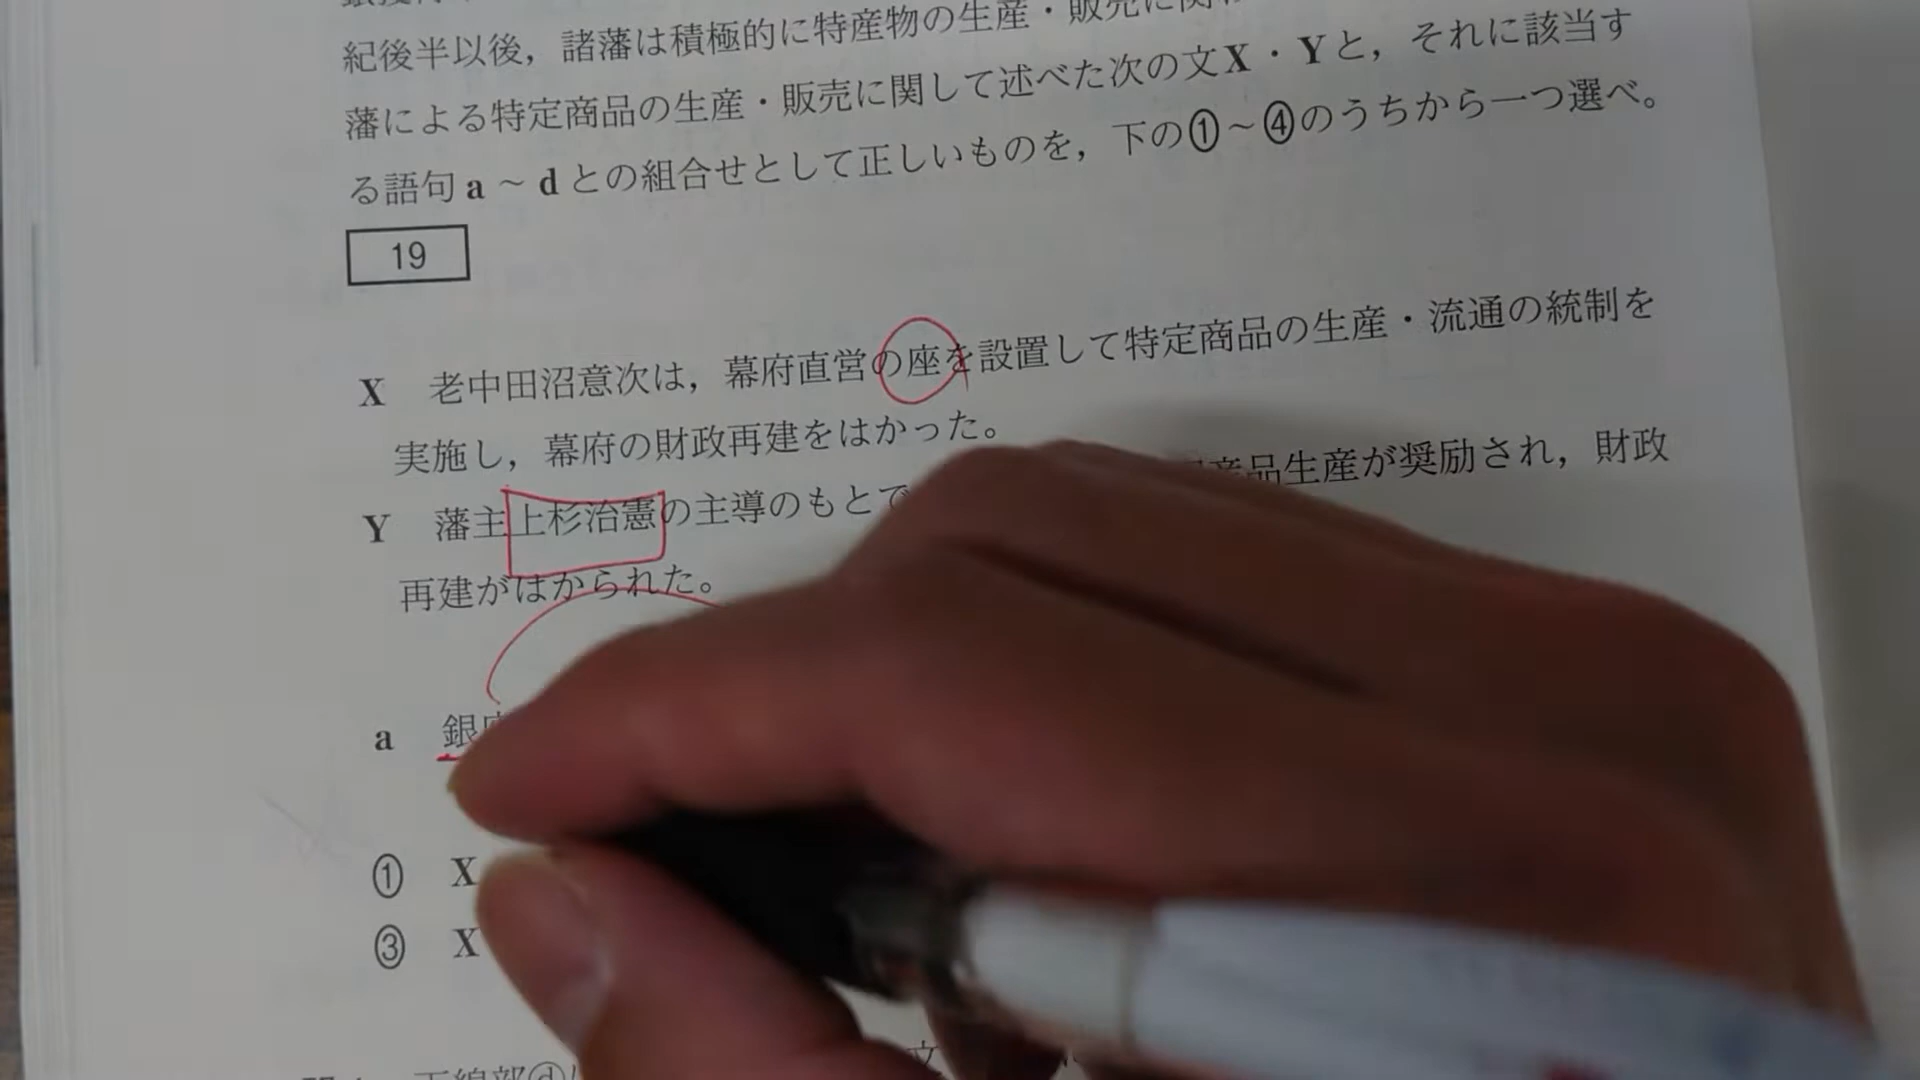 紀後半以後，諸藩は積極的に特産物の生産・販売に関
藩による特定商品の生産・販売に関して述べた次の文X・Yと，それに該当す
る語句a～dとの組合せとして正しいものを，下の①～④のうちから一つ選べ。
19
X 老中田沼意次は，幕府直営の座を設置して特定商品の生産・流通の統制を
実施し，幕府の財政再建をはかった。
Y 藩主上杉治憲の主導のもとで 産品生産が奨励され，財政
再建がはかられた。
a 銀座
① X
③ X
下線部ⓓ 文